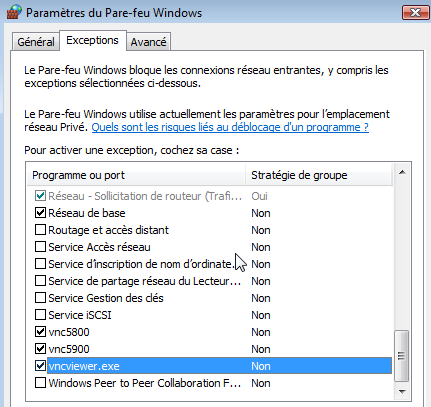 Paramètres du Pare-feu Windows
Général Exceptions Avancé
Le Pare-feu Windows bloque les connexions réseau entrantes, y compris les
exceptions sélectionnées ci-dessous.
Le Pare-feu Windows utilise actuellement les paramètres pour l'emplacement
réseau Privé. Quels sont les risques liés au déblocage d'un programme ?
Pour activer une exception, cochez sa case :
Programme ou port Stratégie de groupe
Réseau - Sollicitation de routeur (Trafi... Oui
Réseau de base Non
Routage et accès distant Non
Service Accès réseau Non
Service d'inscription de nom d'ordinate... Non
Service de partage réseau du Lecteur... Non
Service Gestion des clés Non
Service iSCSI Non
vnc5800 Non
vnc5900 Non
vncviewer.exe Non
Windows Peer to Peer Collaboration F... Non